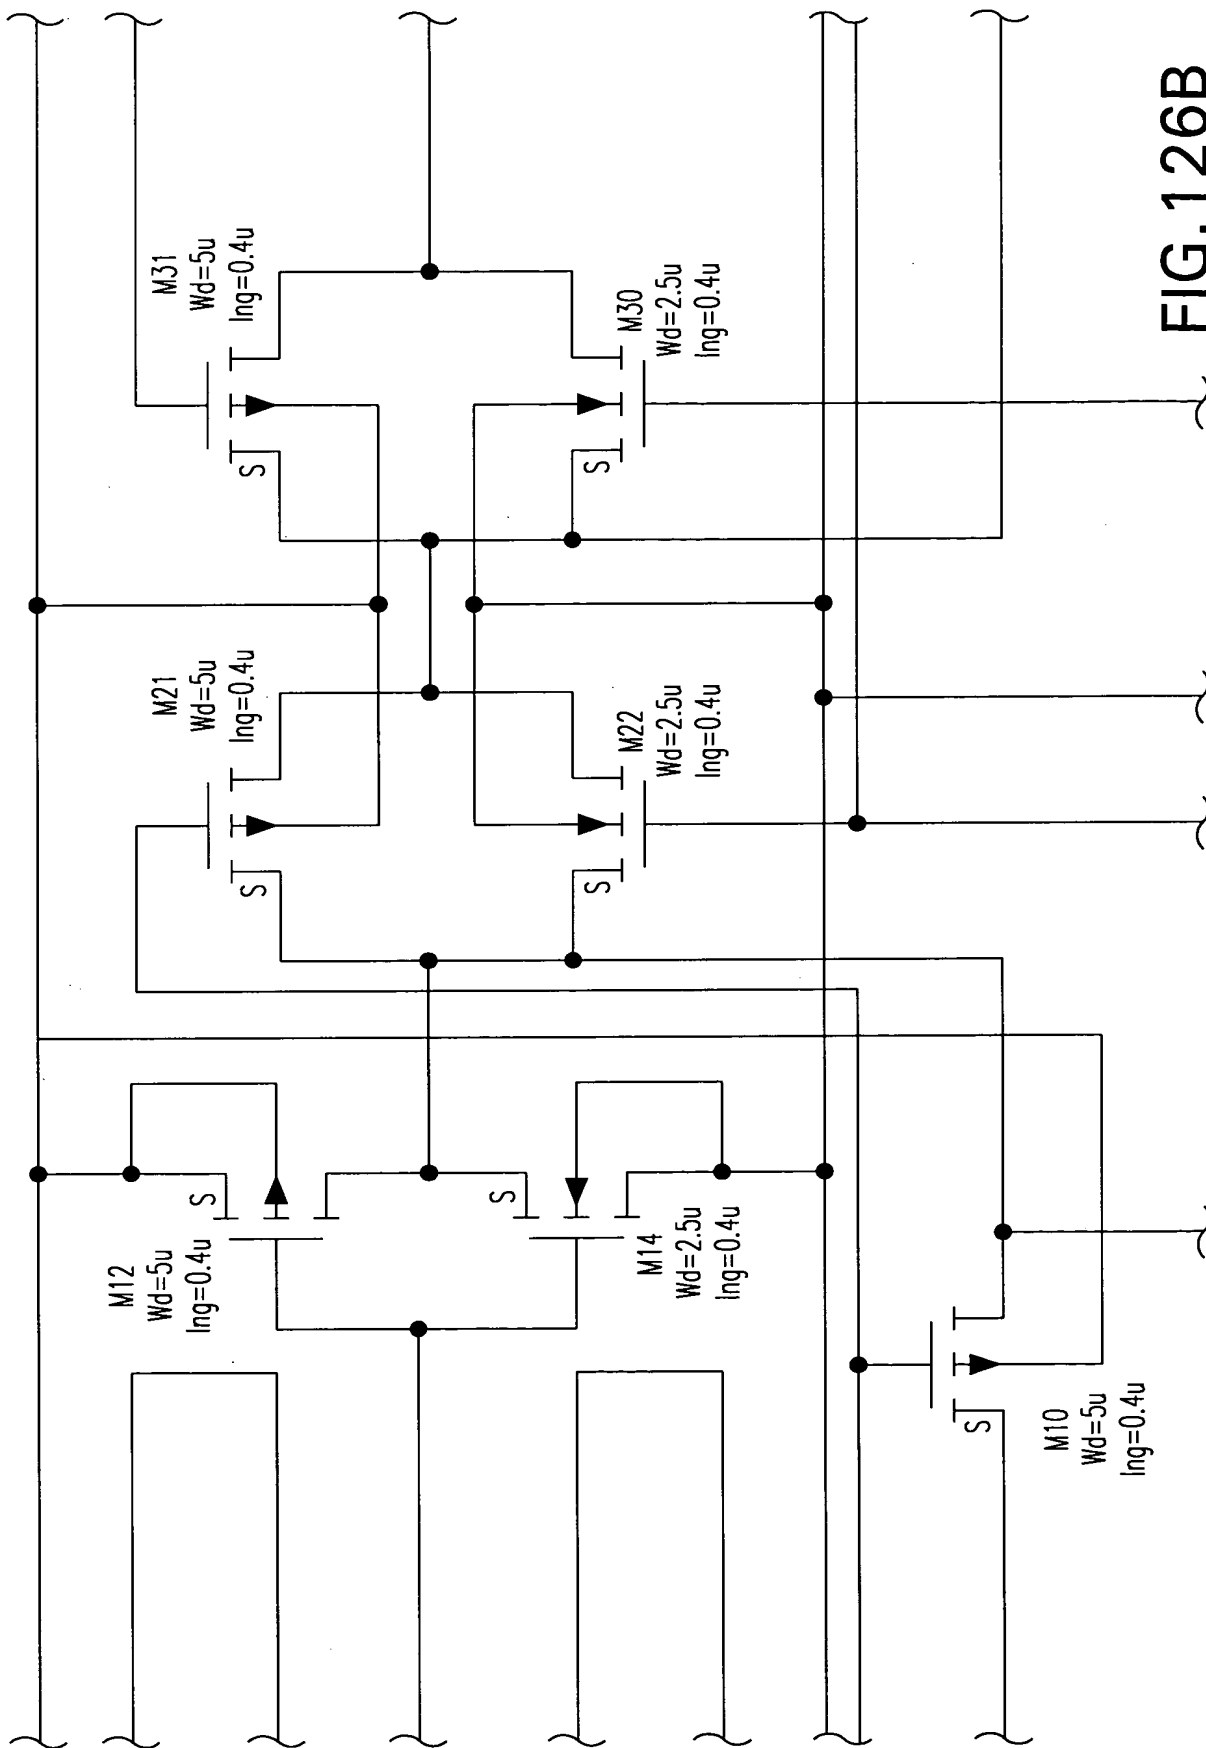 M12
Wd=5u
lng=0.4u
S
S
M14
Wd=2.5u
lng=0.4u
M21
Wd=5u
lng=0.4u
S
M22
Wd=2.5u
lng=0.4u
S
M31
Wd=5u
lng=0.4u
S
M30
Wd=2.5u
lng=0.4u
S
M10
Wd=5u
lng=0.4u
S
FIG.126B